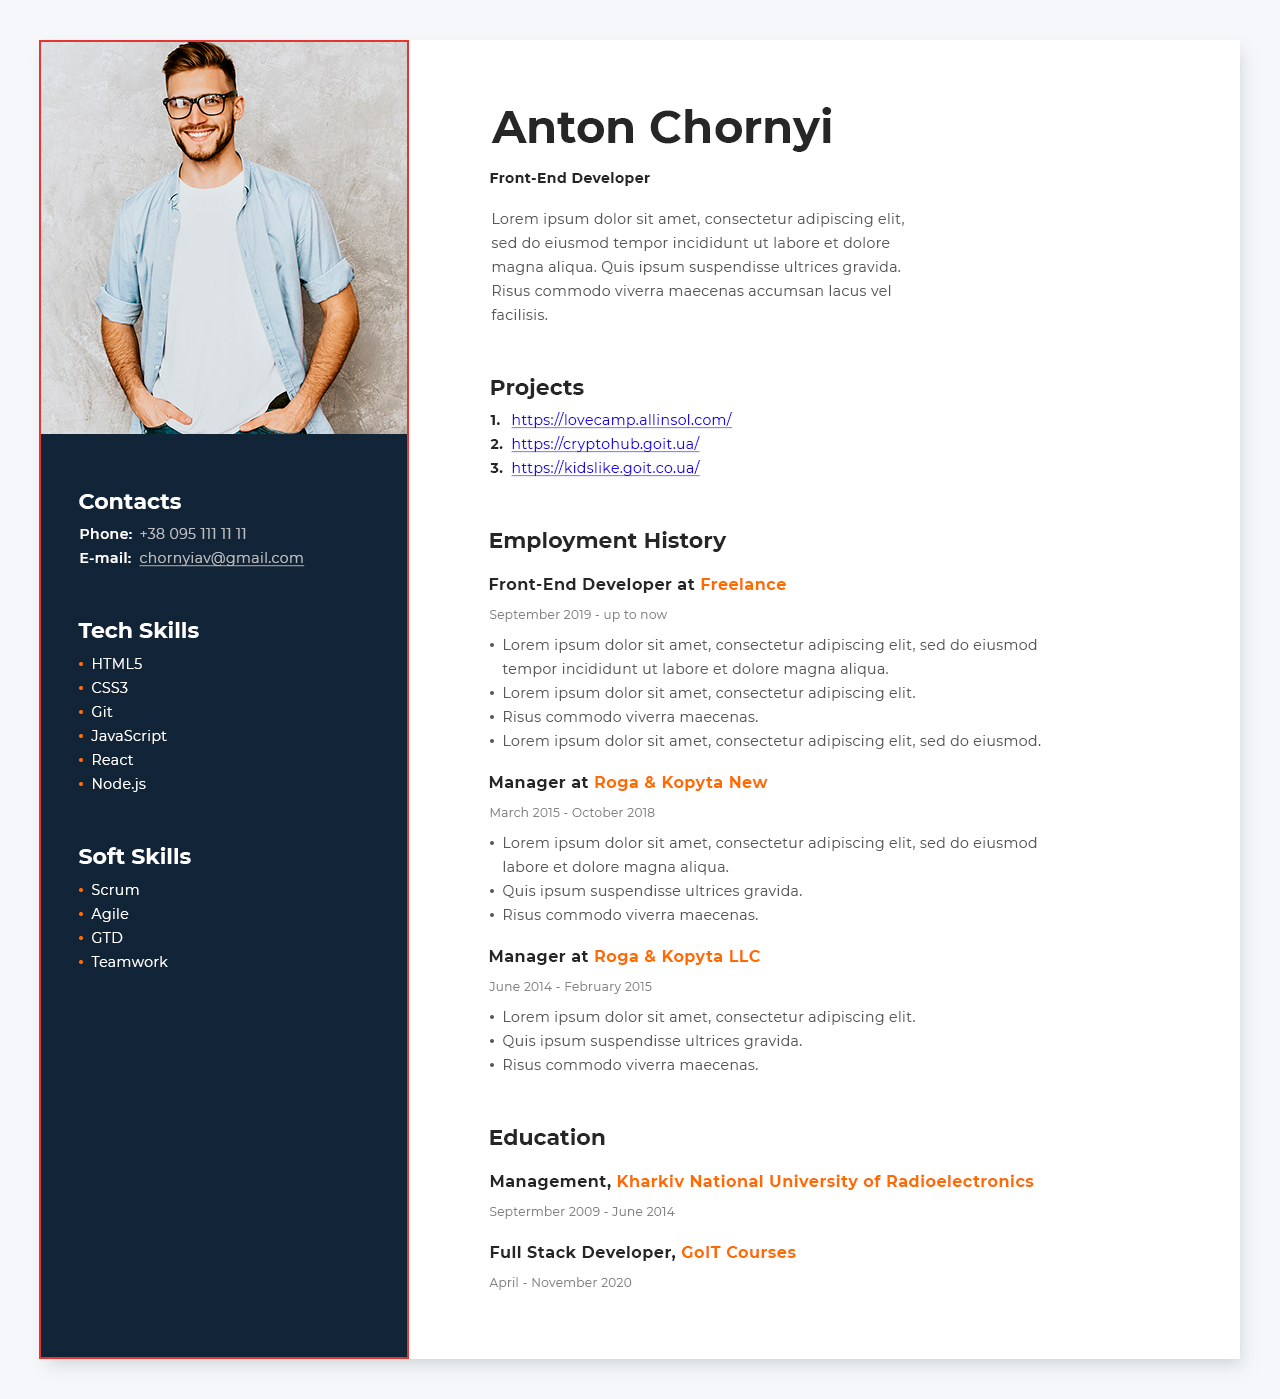 Contacts
Phone: +38 095 111 11 11
E-mail: chornyiav@gmail.com
Tech Skills
• HTML5
• CSS3
• Git
• JavaScript
• React
• Node.js
Soft Skills
• Scrum
• Agile
• GTD
• Teamwork
Anton Chornyi
Front-End Developer
Lorem ipsum dolor sit amet, consectetur adipiscing elit,
sed do eiusmod tempor incididunt ut labore et dolore
magna aliqua. Quis ipsum suspendisse ultrices gravida.
Risus commodo viverra maecenas accumsan lacus vel
facilisis.
Projects
1. https://lovecamp.allinsol.com/
2. https://cryptohub.goit.ua/
3. https://kidslike.goit.co.ua/
Employment History
Front-End Developer at Freelance
September 2019 - up to now
• Lorem ipsum dolor sit amet, consectetur adipiscing elit, sed do eiusmod
tempor incididunt ut labore et dolore magna aliqua.
• Lorem ipsum dolor sit amet, consectetur adipiscing elit.
• Risus commodo viverra maecenas.
• Lorem ipsum dolor sit amet, consectetur adipiscing elit, sed do eiusmod.
Manager at Roga & Kopyta New
March 2015 - October 2018
• Lorem ipsum dolor sit amet, consectetur adipiscing elit, sed do eiusmod
labore et dolore magna aliqua.
• Quis ipsum suspendisse ultrices gravida.
• Risus commodo viverra maecenas.
Manager at Roga & Kopyta LLC
June 2014 - February 2015
• Lorem ipsum dolor sit amet, consectetur adipiscing elit.
• Quis ipsum suspendisse ultrices gravida.
• Risus commodo viverra maecenas.
Education
Management, Kharkiv National University of Radioelectronics
Septermber 2009 - June 2014
Full Stack Developer, GoIT Courses
April - November 2020